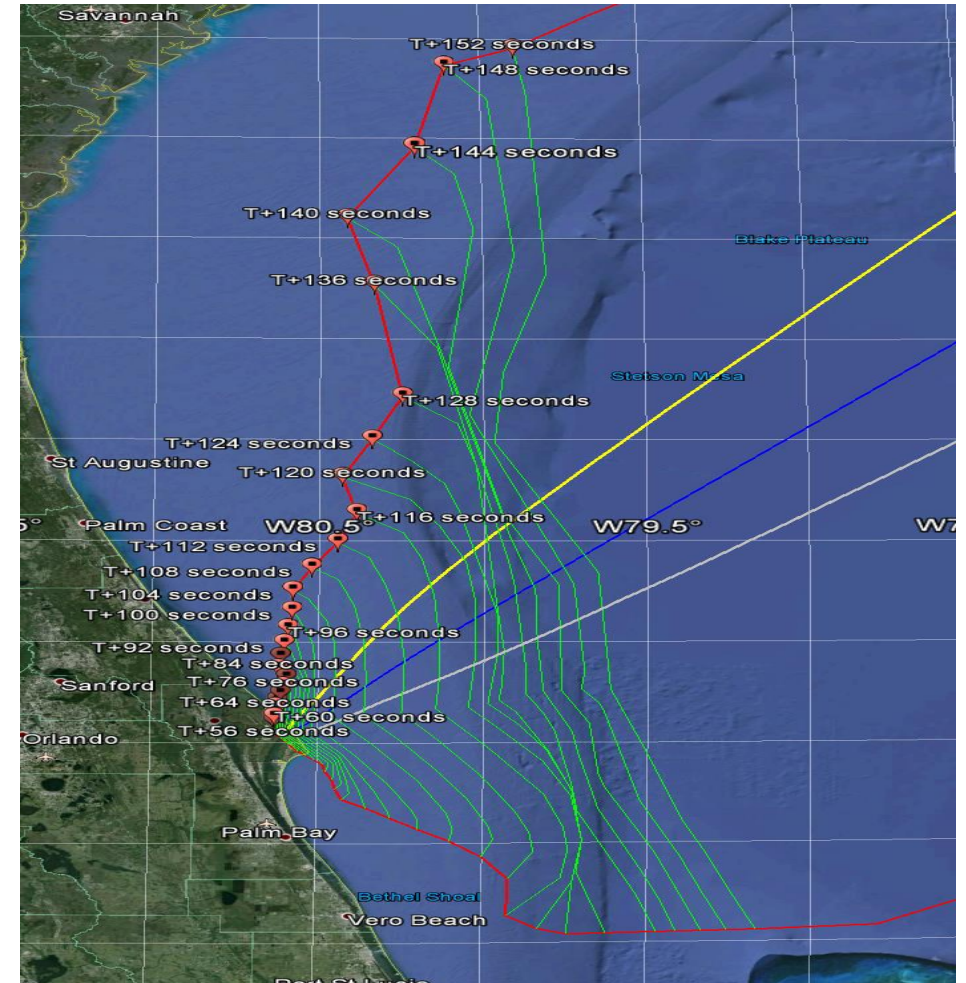 Savannah
T+152 seconds
T+148 seconds
T+144 seconds
T+140 seconds
Blake Plateau
T+136 seconds
Stetson Mesa
T+128 seconds
T+124 seconds
St Augustine
T+120 seconds
T+116 seconds
5°
Palm Coast
W80.5°
W79.5°
W7
T+112 seconds
T+108 seconds
T+104 seconds
T+100 seconds
T+96 seconds
T+92 seconds
T+84 seconds
Sanford
T+76 seconds
T+64 seconds
T+60 seconds
T+56 seconds
Orlando
Palm Bay
Bethel Shoal
Vero Beach